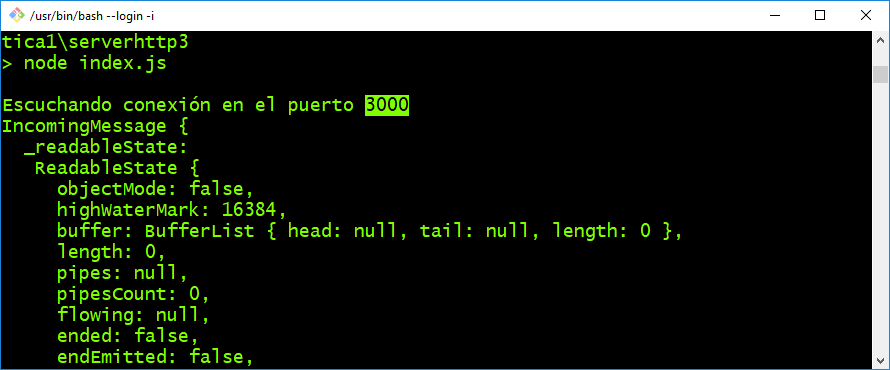 /usr/bin/bash --login -i
tica1\serverhttp3
> node index.js
Escuchando conexión en el puerto 3000
IncomingMessage {
_readableState:
ReadableState {
objectMode: false,
highWaterMark: 16384,
buffer: BufferList { head: null, tail: null, length: 0 },
length: 0,
pipes: null,
pipesCount: 0,
flowing: null,
ended: false,
endEmitted: false,